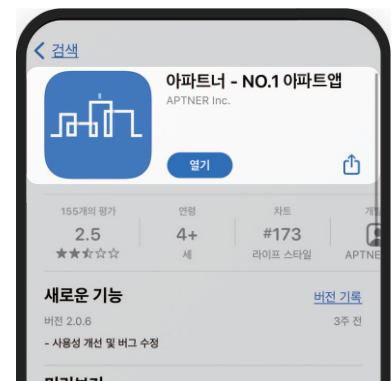 검색
아파트너 - NO.1 아파트앱
APTNER Inc.
열기
155개의 평가
연령
차트
2.5
4+
#173
세
라이프 스타일
APTNE
새로운 기능
버전 기록
버전 2.0.6
3주 전
- 사용성 개선 및 버그 수정